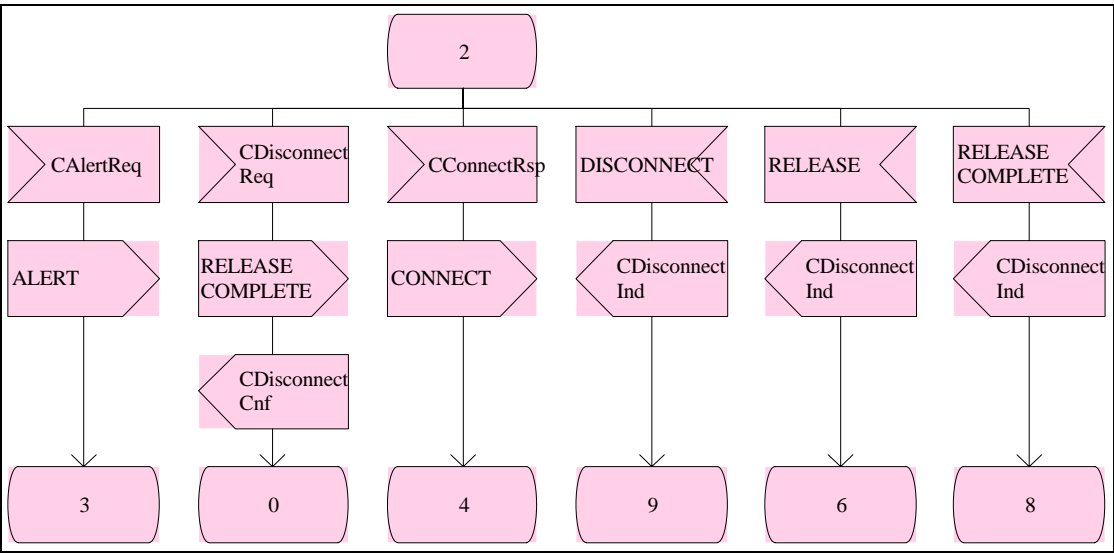 2
CAlertReq
CDisconnect
Req
CConnectRsp
DISCONNECT
RELEASE
RELEASE
COMPLETE
ALERT
RELEASE
COMPLETE
CONNECT
CDisconnect
Ind
CDisconnect
Ind
CDisconnect
Ind
CDisconnect
Cnf
3
0
4
9
6
8